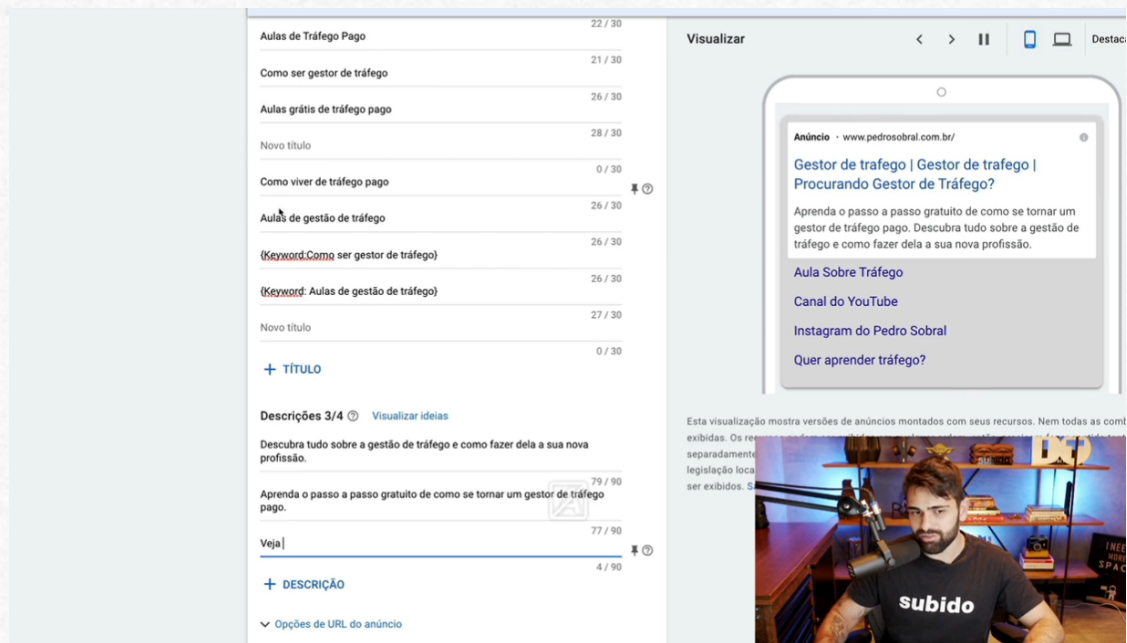 22 / 30
Aulas de Tráfego Pago
21 / 30
Como ser gestor de tráfego
26 / 30
Aulas grátis de tráfego pago
28 / 30
Novo título
0 / 30
Como viver de tráfego pago
26 / 30
Aulas de gestão de tráfego
26 / 30
{Keyword:Como ser gestor de tráfego}
26 / 30
{Keyword: Aulas de gestão de tráfego}
27 / 30
Novo título
0 / 30
+ TÍTULO
Descrições 3/4
Visualizar ideias
Descubra tudo sobre a gestão de tráfego e como fazer dela a sua nova
profissão.
79 / 90
Aprenda o passo a passo gratuito de como se tornar um gestor de tráfego
pago.
77 / 90
Veja
4 / 90
+ DESCRIÇÃO
Opções de URL do anúncio
Visualizar
Anúncio · www.pedrosobral.com.br/
Gestor de trafego | Gestor de trafego |
Procurando Gestor de Tráfego?
Aprenda o passo a passo gratuito de como se tornar um
gestor de tráfego pago. Descubra tudo sobre a gestão de
tráfego e como fazer dela a sua nova profissão.
Aula Sobre Tráfego
Canal do YouTube
Instagram do Pedro Sobral
Quer aprender tráfego?
Esta visualização mostra versões de anúncios montados com seus recursos. Nem todas as
exibidas. Os
separadamente
legislação
ser exibidos.
subido